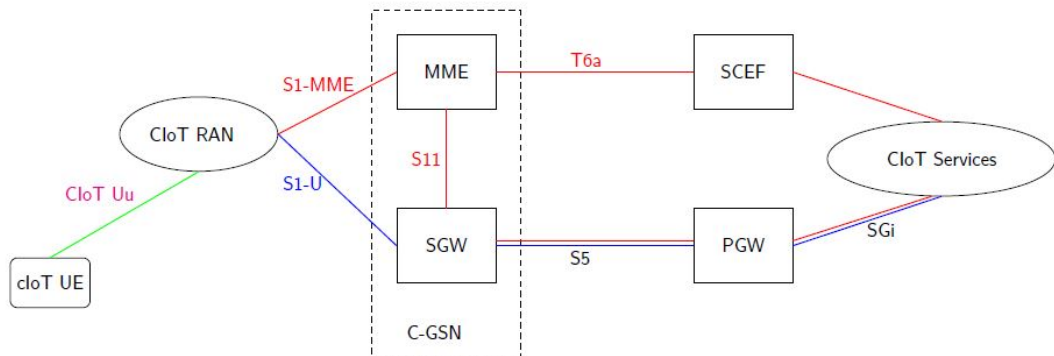 MME
T6a
SCEF
S1-MME
CIoT RAN
S11
CIoT Services
CIoT Uu
S1-U
SGi
SGW
PGW
S5
cIoT UE
C-GSN